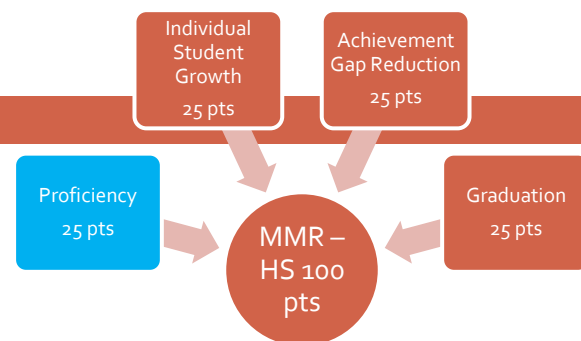 Individual
Student
Growth
25 pts
Achievement
Gap Reduction
25 pts
Proficiency
25 pts
Graduation
25 pts
MMR –
HS 100
pts